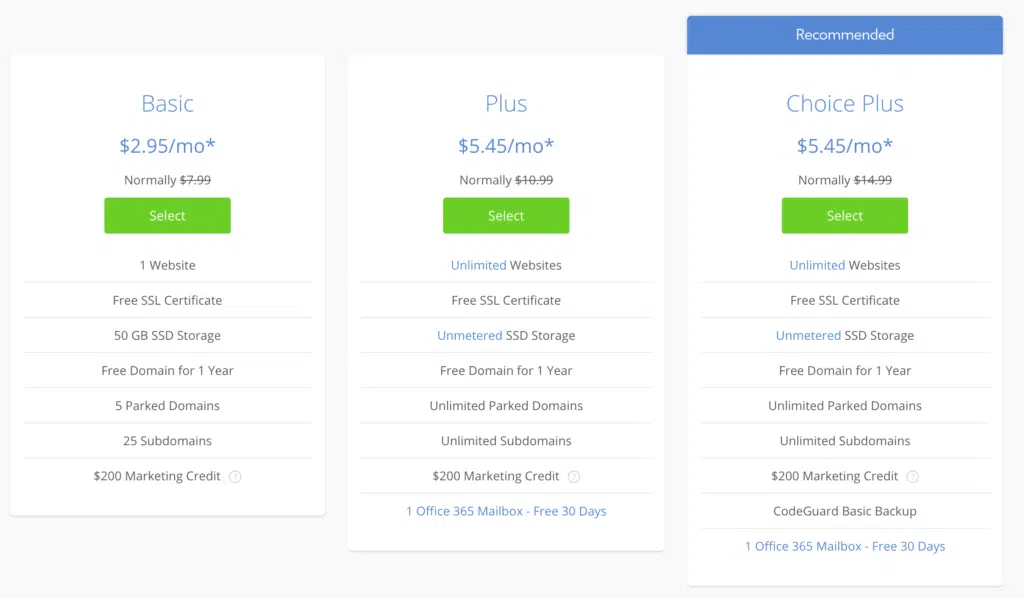 Recommended
Basic
$2.95/mo*
Normally $7.99
Select
1 Website
Free SSL Certificate
50 GB SSD Storage
Free Domain for 1 Year
5 Parked Domains
25 Subdomains
$200 Marketing Credit ?
Plus
$5.45/mo*
Normally $10.99
Select
Unlimited Websites
Free SSL Certificate
Unmetered SSD Storage
Free Domain for 1 Year
Unlimited Parked Domains
Unlimited Subdomains
$200 Marketing Credit ?
1 Office 365 Mailbox - Free 30 Days
Choice Plus
$5.45/mo*
Normally $14.99
Select
Unlimited Websites
Free SSL Certificate
Unmetered SSD Storage
Free Domain for 1 Year
Unlimited Parked Domains
Unlimited Subdomains
$200 Marketing Credit ?
CodeGuard Basic Backup
1 Office 365 Mailbox - Free 30 Days